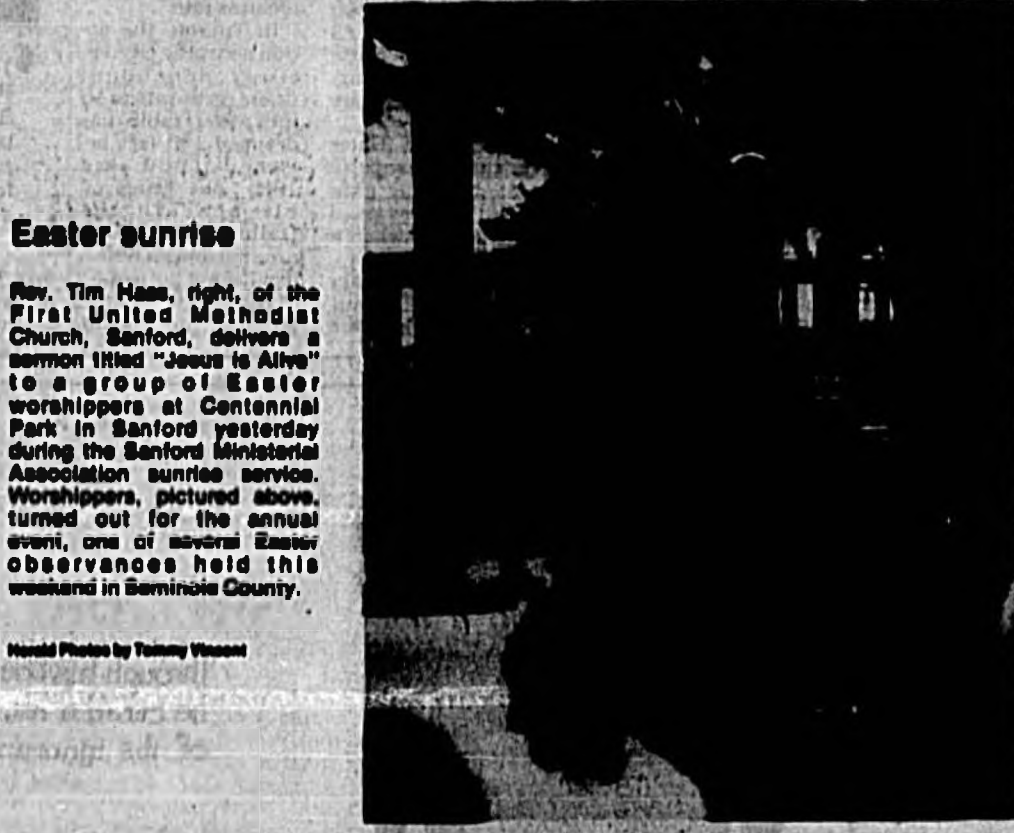 Easter sunrise
Rev. Tim Haas, right, of the
First United Methodist
Church, Sanford, delivers a
sermon titled "Jesus is Alive"
to a group of Easter
worshippers at Centennial
Park in Sanford yesterday
during the Sanford Ministerial
Association sunrise service.
Worshippers, pictured above,
turned out for the annual
event, one of several Easter
observances held this
weekend in Seminole County.
Herald Photos by Tommy Vincent